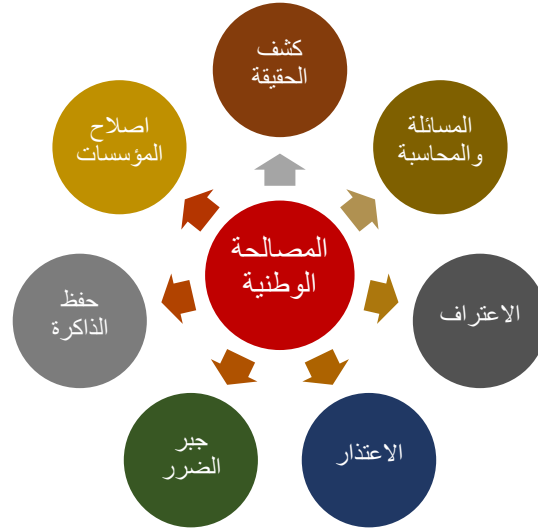 كشف
الحقيقة
المسائلة
والمحاسبة
الاعتراف
الاعتذار
جبر
الضرر
حفظ
الذاكرة
اصلاح
المؤسسات
المصالحة
الوطنية